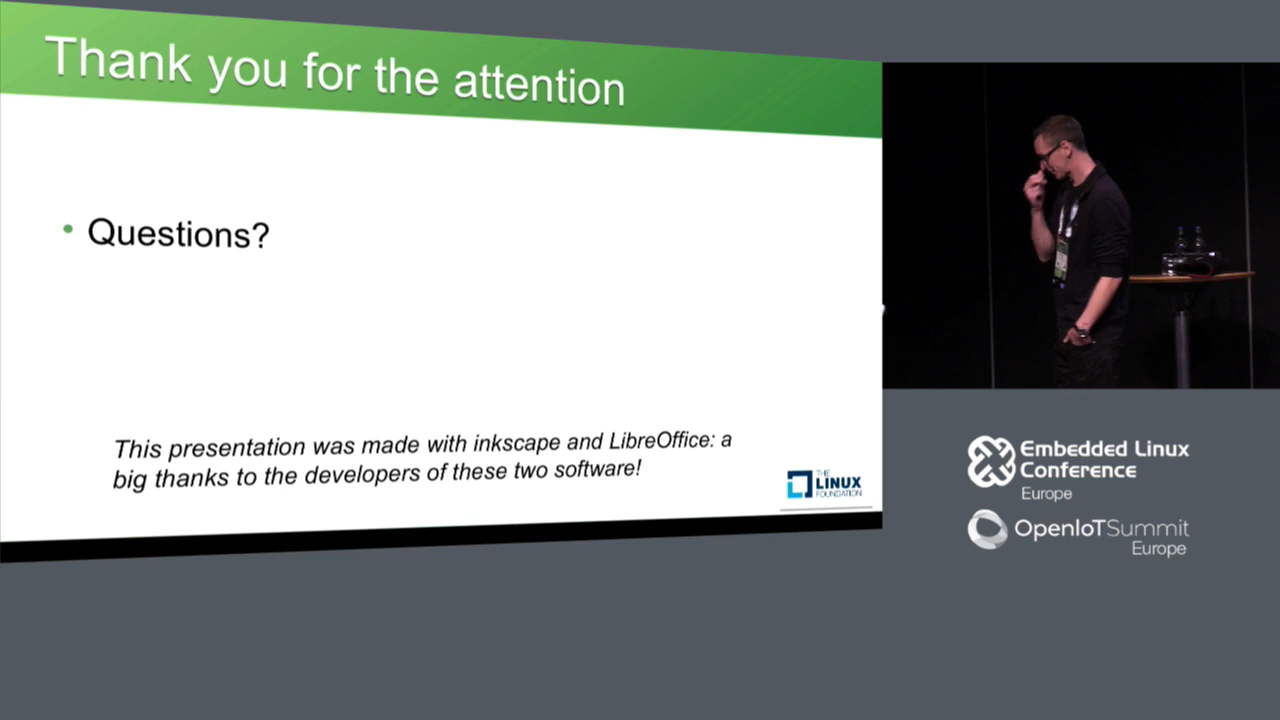 Thank you for the attention
• Questions?
This presentation was made with inkscape and LibreOffice: a
big thanks to the developers of these two software!
THE
LINUX
FOUNDATION
Embedded Linux
Conference
Europe
OpenIoTSummit
Europe